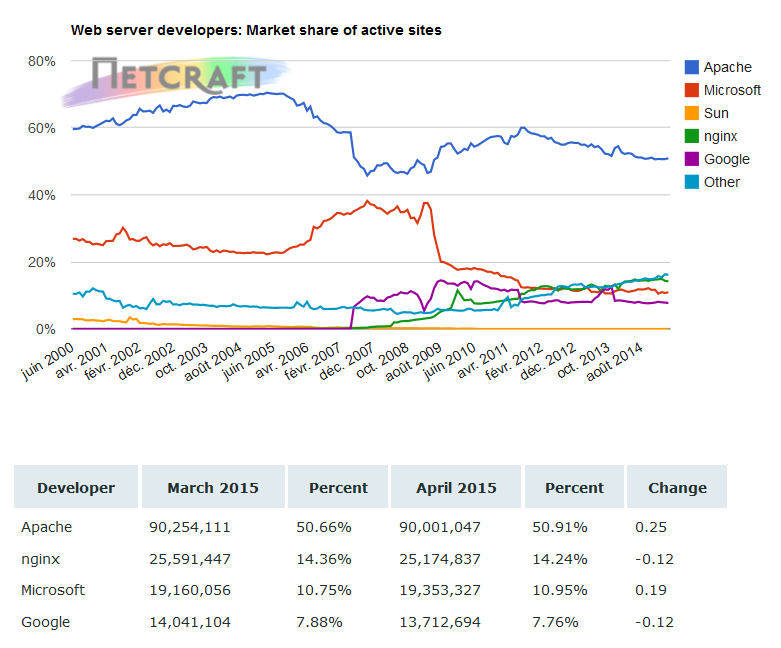 Web server developers: Market share of active sites
NETCRAFT
80%
60%
40%
20%
0%
Apache
Microsoft
Sun
nginx
Google
Other
juin 2000
avr. 2001
févr. 2002
déc. 2002
oct. 2003
août 2004
juin 2005
avr. 2006
févr. 2007
déc. 2007
oct. 2008
août 2009
juin 2010
avr. 2011
févr. 2012
déc. 2012
oct. 2013
août 2014
Developer March 2015 Percent April 2015 Percent Change
Apache 90,254,111 50.66% 90,001,047 50.91% 0.25
nginx 25,591,447 14.36% 25,174,837 14.24% -0.12
Microsoft 19,160,056 10.75% 19,353,327 10.95% 0.19
Google 14,041,104 7.88% 13,712,694 7.76% -0.12